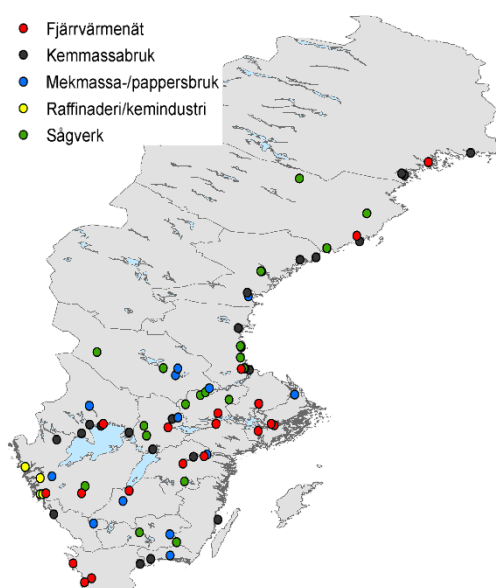 Fjärrvärmenät
Kemmassabruk
Mekmassa-/pappersbruk
Raffinaderi/kemindustri
Sågverk